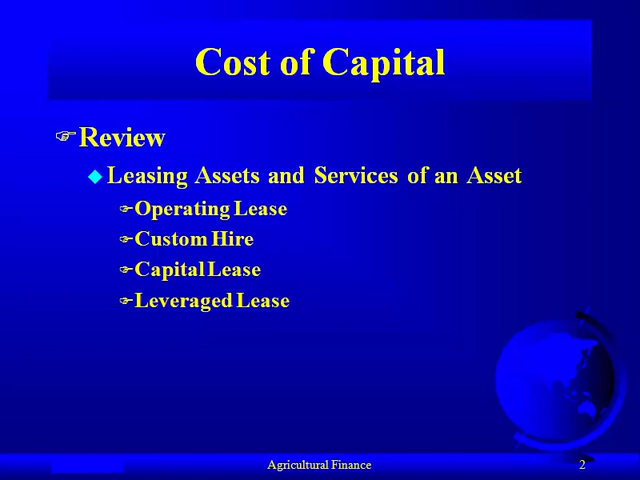 Cost of Capital
Review
Leasing Assets and Services of an Asset
Operating Lease
Custom Hire
Capital Lease
Leveraged Lease
Agricultural Finance 2